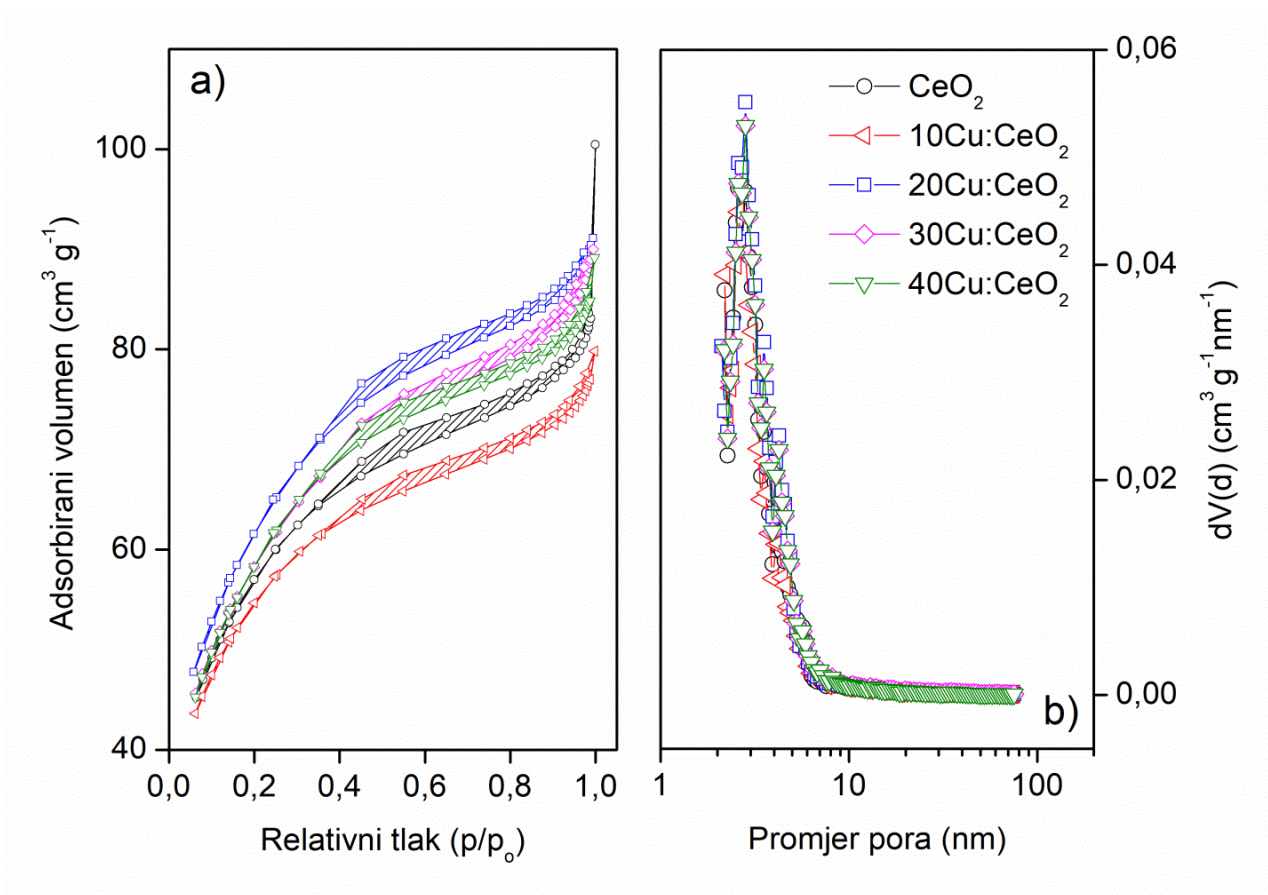 a)
100
80
60
40
0,0 0,2 0,4 0,6 0,8 1,0
Adsorbirani volumen (cm³ g⁻¹)
Relativni tlak (p/pₒ)
CeO₂
10Cu:CeO₂
20Cu:CeO₂
30Cu:CeO₂
40Cu:CeO₂
b)
0,06
0,04
0,02
0,00
1 10 100
dV(d) (cm³ g⁻¹nm⁻¹)
Promjer pora (nm)